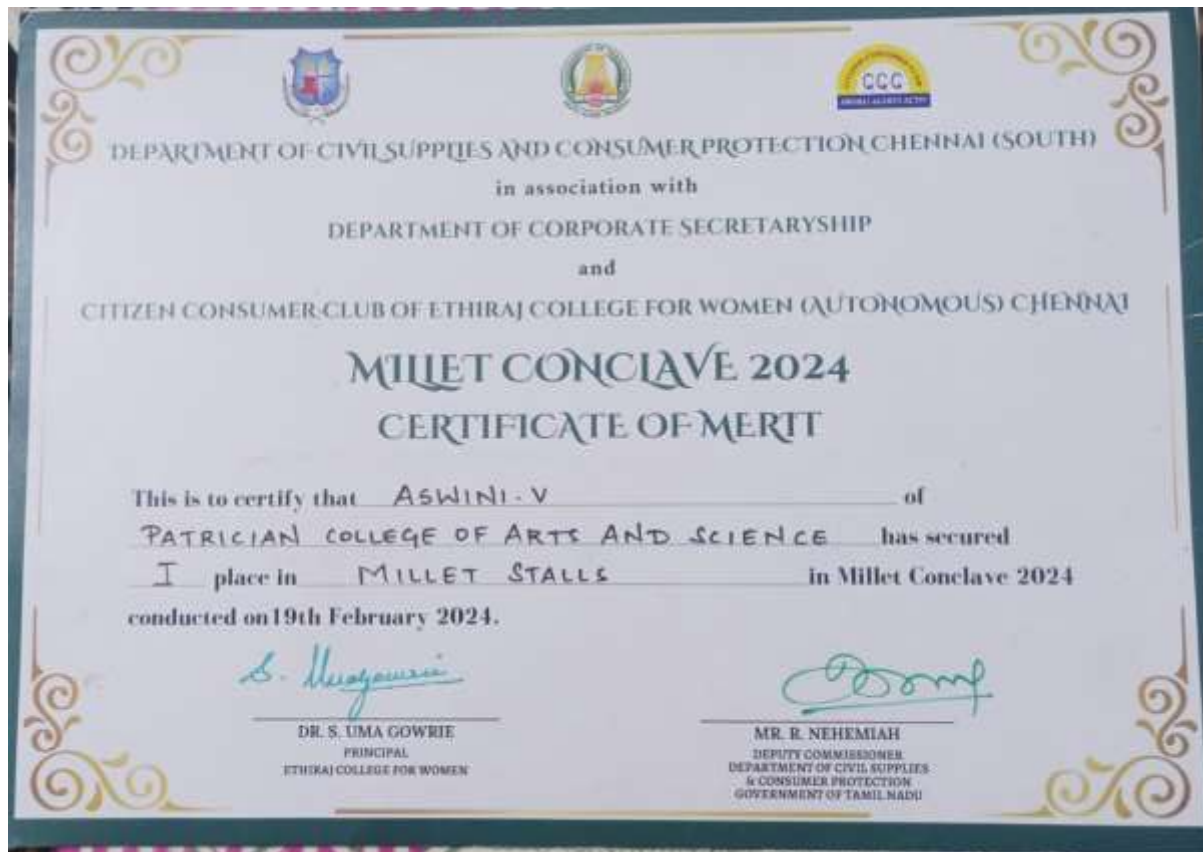 CCC
DEPARTMENT OF CIVIL SUPPLIES AND CONSUMER PROTECTION CHENNAI (SOUTH)
in association with
DEPARTMENT OF CORPORATE SECRETARYSHIP
and
CITIZEN CONSUMER CLUB OF ETHIRAJ COLLEGE FOR WOMEN (AUTONOMOUS) CHENNAI
MILLET CONCLAVE 2024
CERTIFICATE OF MERIT
This is to certify that ASWINI.V of
PATRICIAN COLLEGE OF ARTS AND SCIENCE has secured
I place in MILLET STALLS in Millet Conclave 2024
conducted on 19th February 2024.
DR. S. UMA GOWRIE
PRINCIPAL
ETHIRAJ COLLEGE FOR WOMEN
MR. R. NEHEMIAH
DEPUTY COMMISSIONER
DEPARTMENT OF CIVIL SUPPLIES
& CONSUMER PROTECTION
GOVERNMENT OF TAMIL NADU